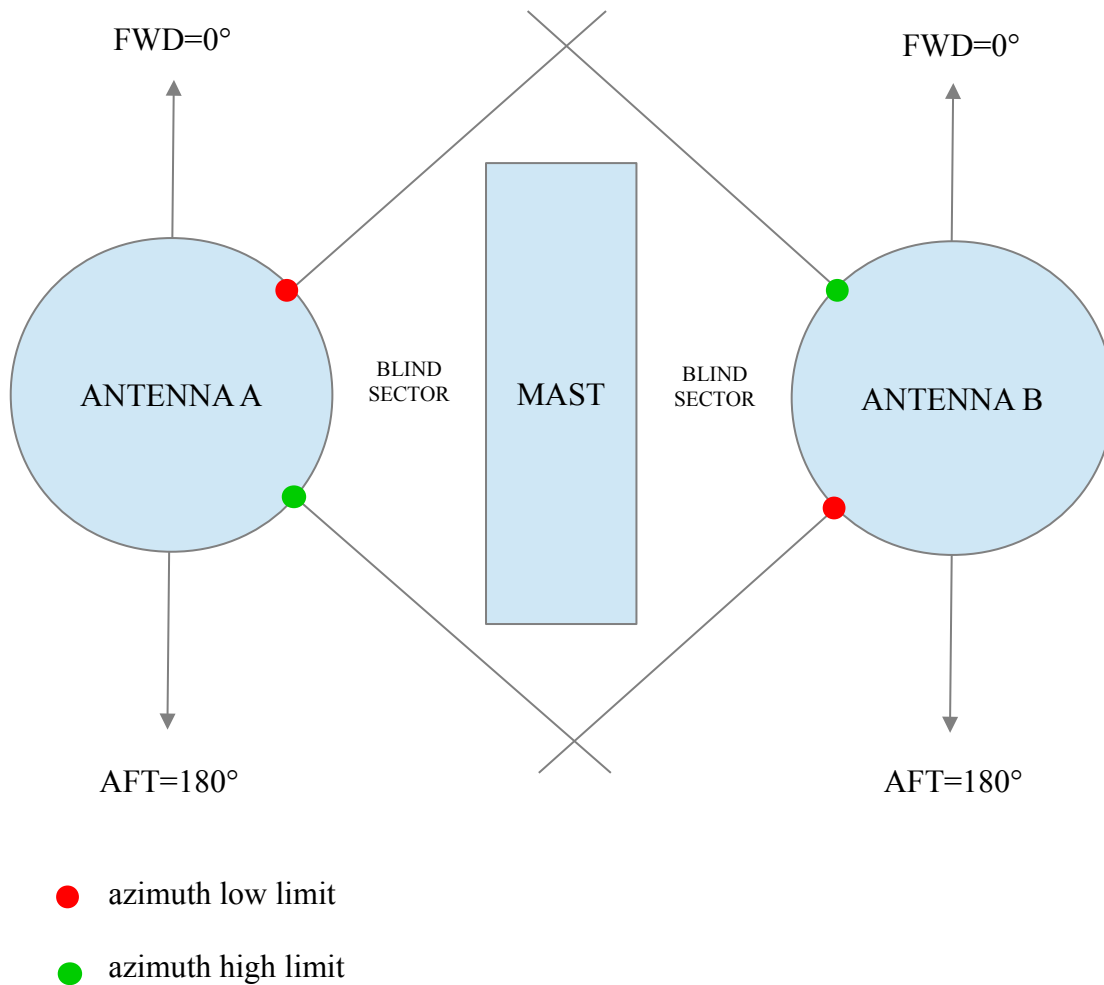 FWD=0°
FWD=0°
BLIND
SECTOR
BLIND
SECTOR
ANTENNA A
MAST
ANTENNA B
AFT=180°
AFT=180°
azimuth low limit
azimuth high limit